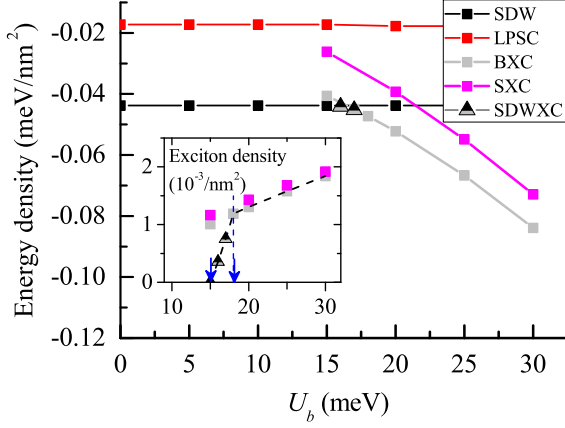 Energy density (meV/nm²)
-0.02
-0.04
-0.06
-0.08
-0.10
-0.12
SDW
LPSC
BXC
SXC
SDWXC
Exciton density
(10⁻³/nm²)
2
1
0
10 20 30
0 5 10 15 20 25 30
U_b (meV)